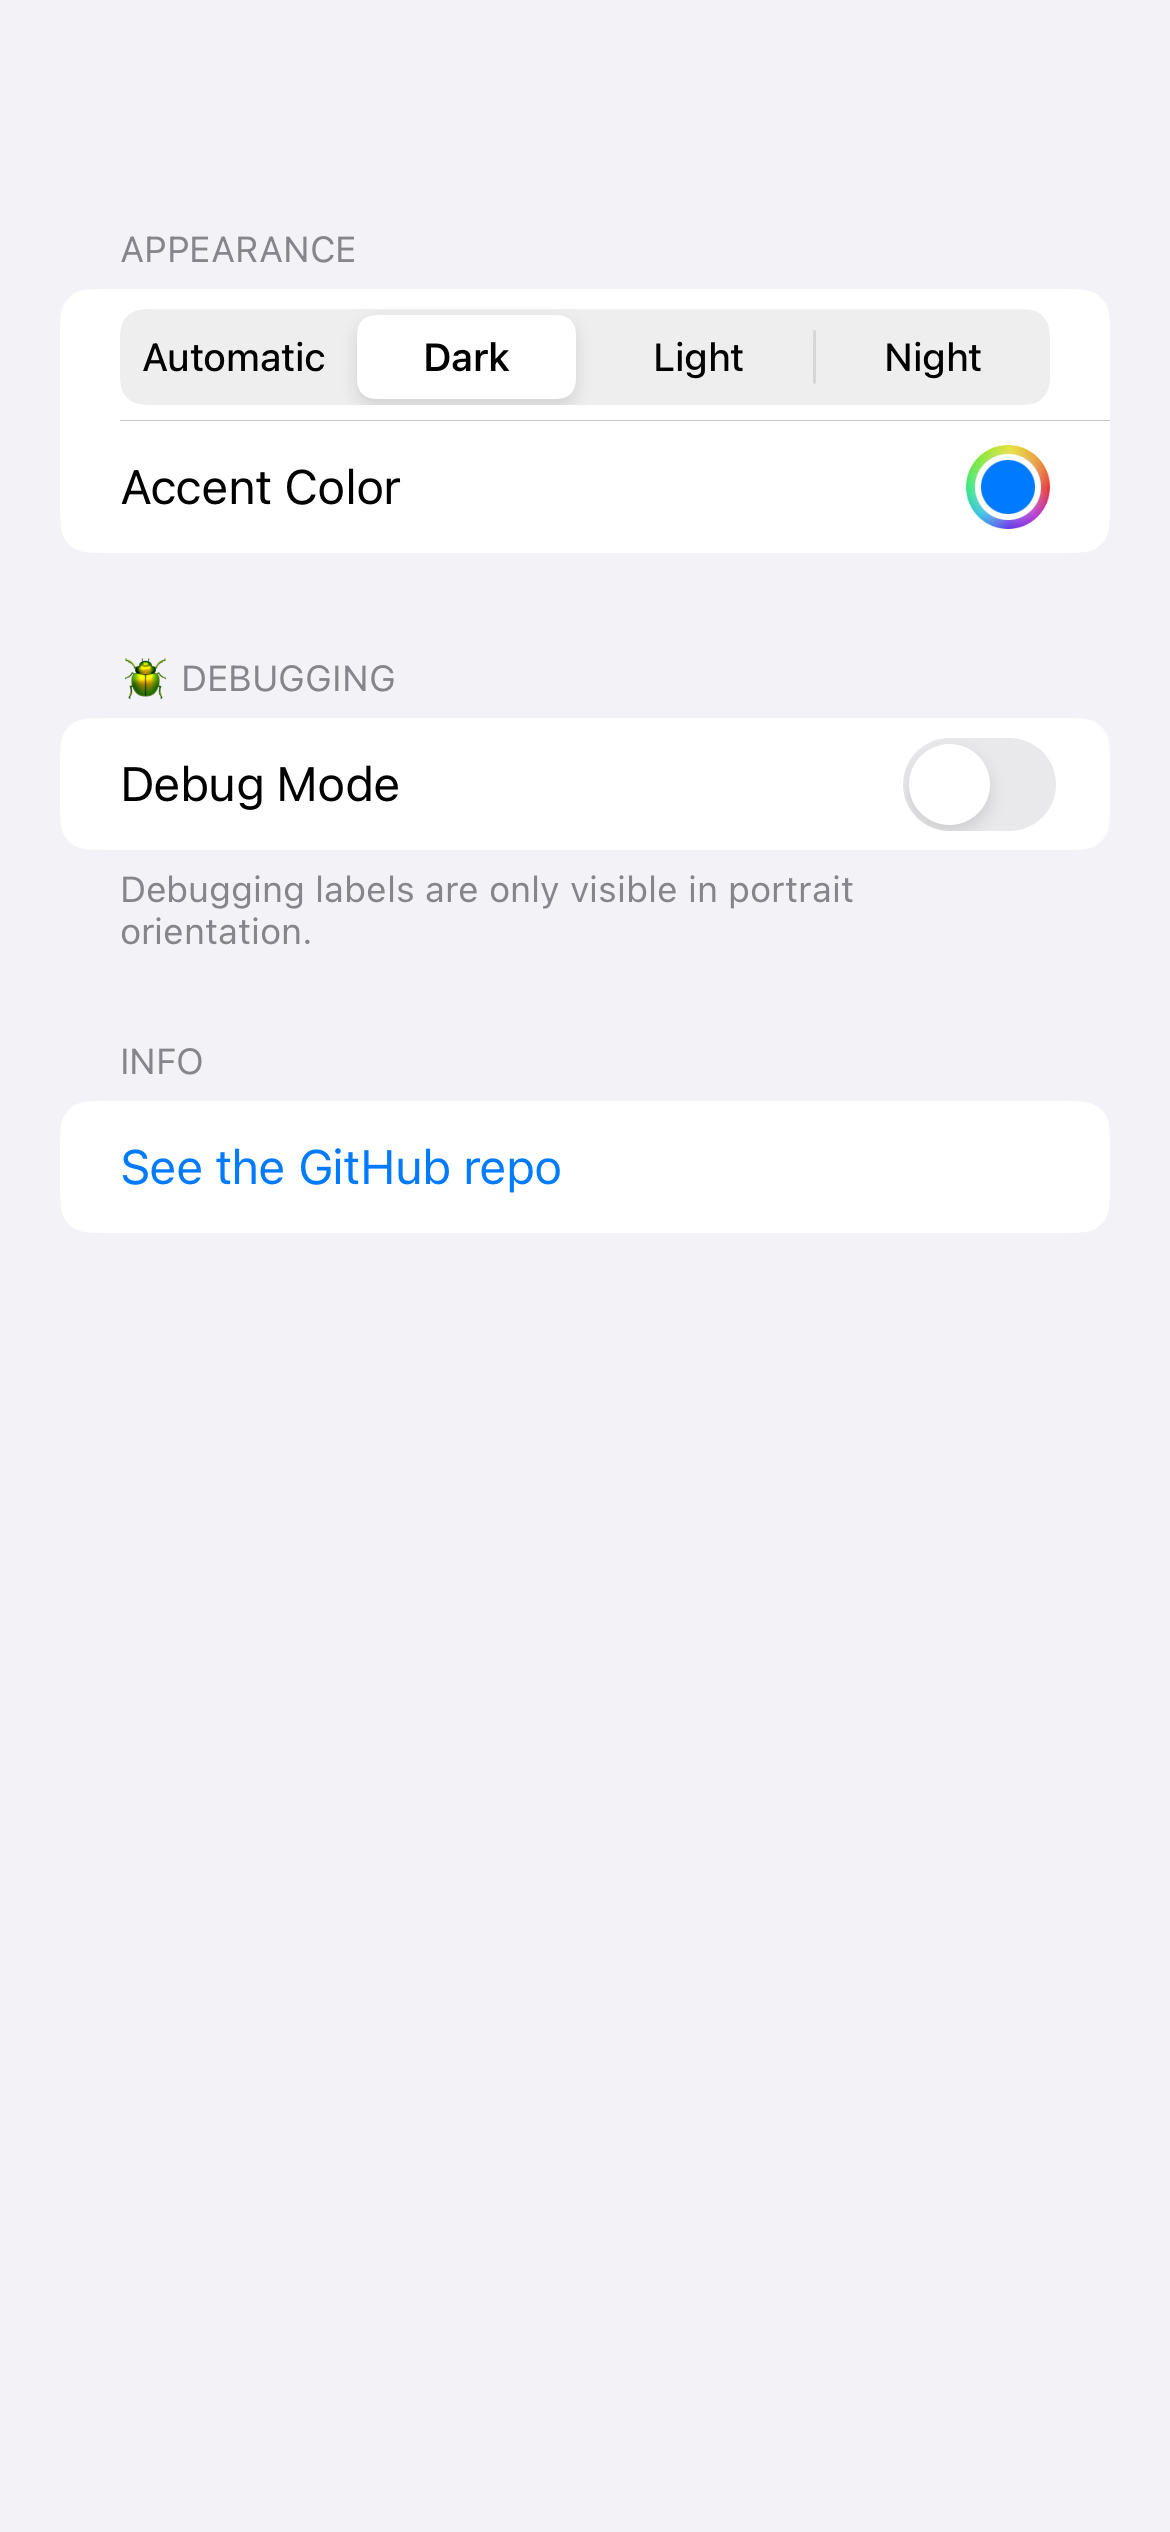 APPEARANCE
Automatic Dark Light Night
Accent Color
🪲 DEBUGGING
Debug Mode
Debugging labels are only visible in portrait
orientation.
INFO
See the GitHub repo